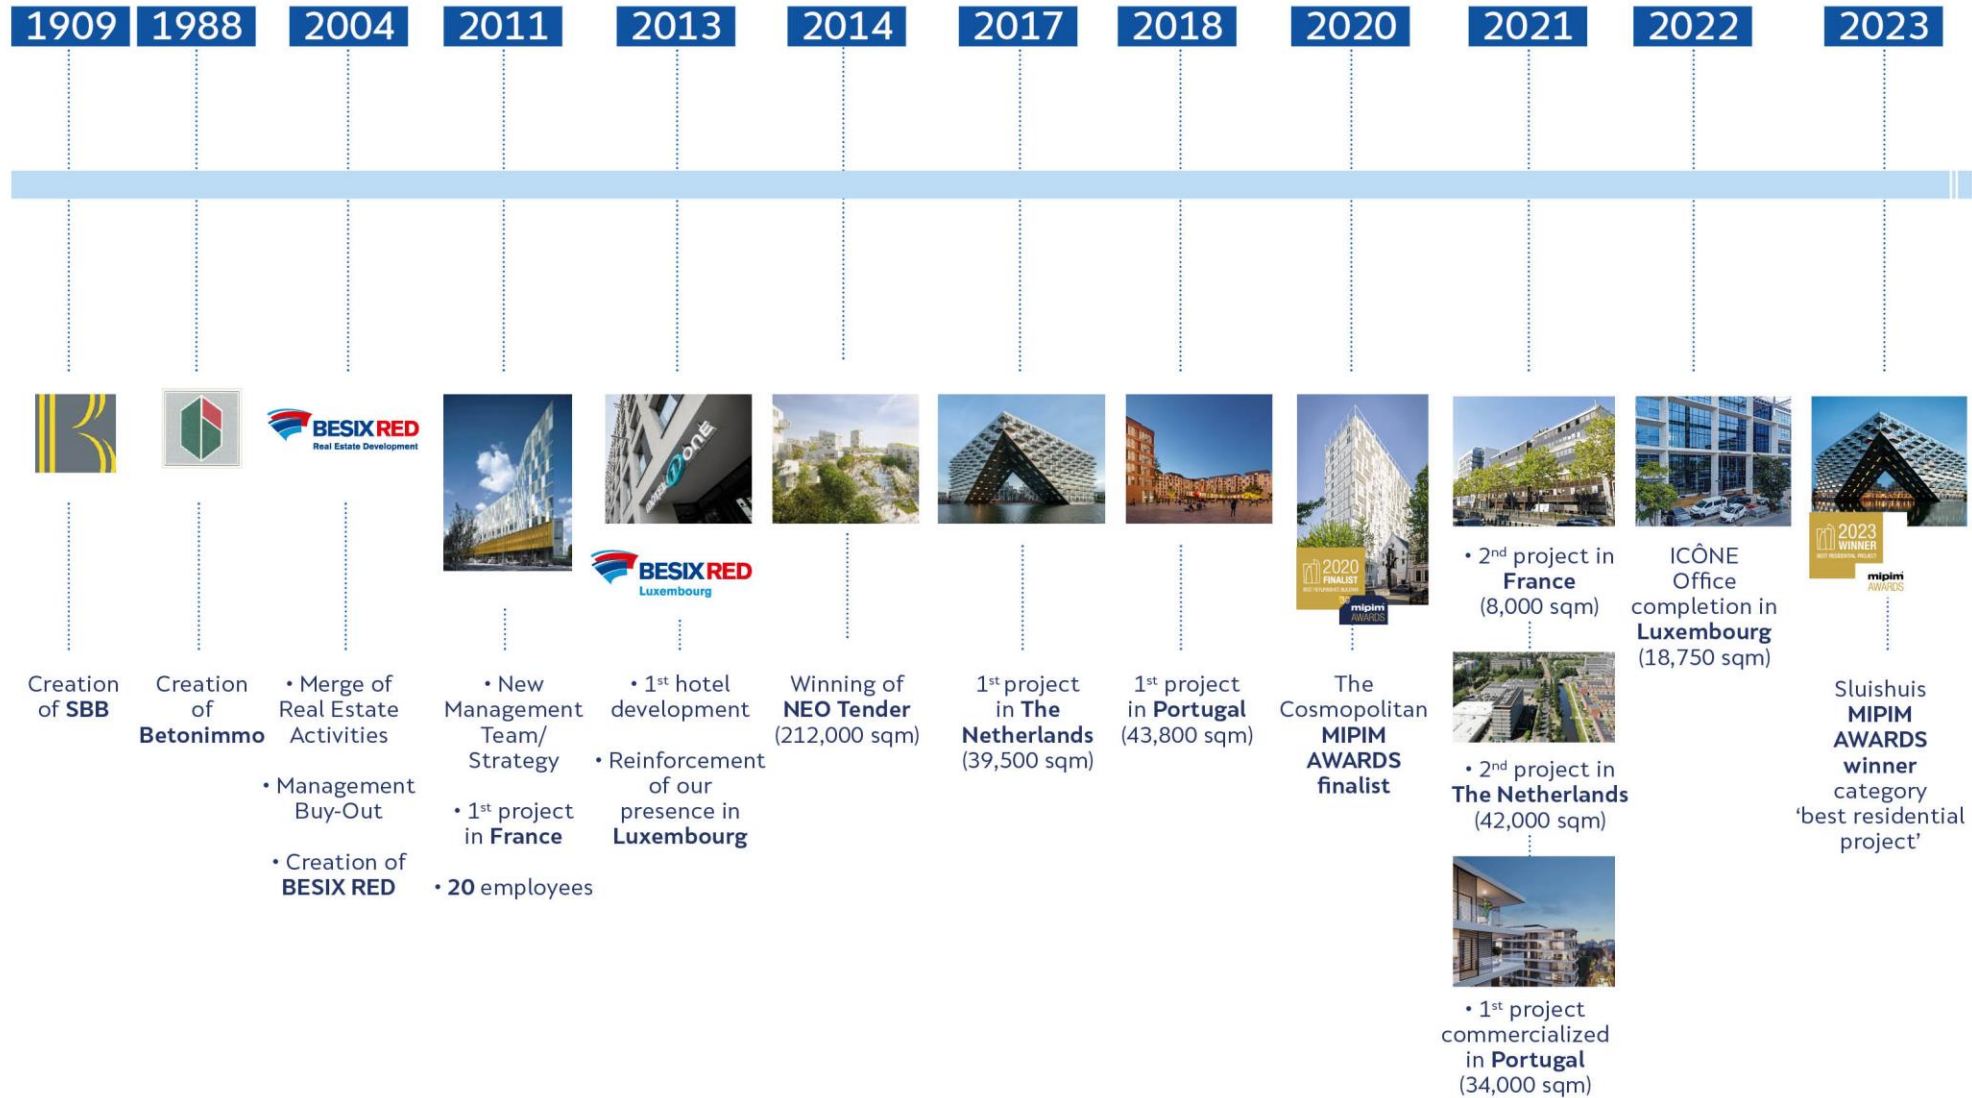 1909
1988
2004
2011
2013
2014
2017
2018
2020
2021
2022
2023
Creation
of SBB
Creation
of
Betonimmo
BESIX RED
Real Estate Development
• Merge of
Real Estate
Activities
• Management
Buy-Out
• Creation of
BESIX RED
• New
Management
Team/
Strategy
• 1st project
in France
• 20 employees
ONE
BESIX RED
Luxembourg
• 1st hotel
development
• Reinforcement
of our
presence in
Luxembourg
Winning of
NEO Tender
(212,000 sqm)
1st project
in The
Netherlands
(39,500 sqm)
1st project
in Portugal
(43,800 sqm)
2020
FINALIST
mipim
AWARDS
The
Cosmopolitan
MIPIM
AWARDS
finalist
• 2nd project in
France
(8,000 sqm)
• 2nd project in
The Netherlands
(42,000 sqm)
• 1st project
commercialized
in Portugal
(34,000 sqm)
ICÔNE
Office
completion in
Luxembourg
(18,750 sqm)
2023
WINNER
BEST RESIDENTIAL PROJECT
mipim
AWARDS
Sluishuis
MIPIM
AWARDS
winner
category
‘best residential
project’